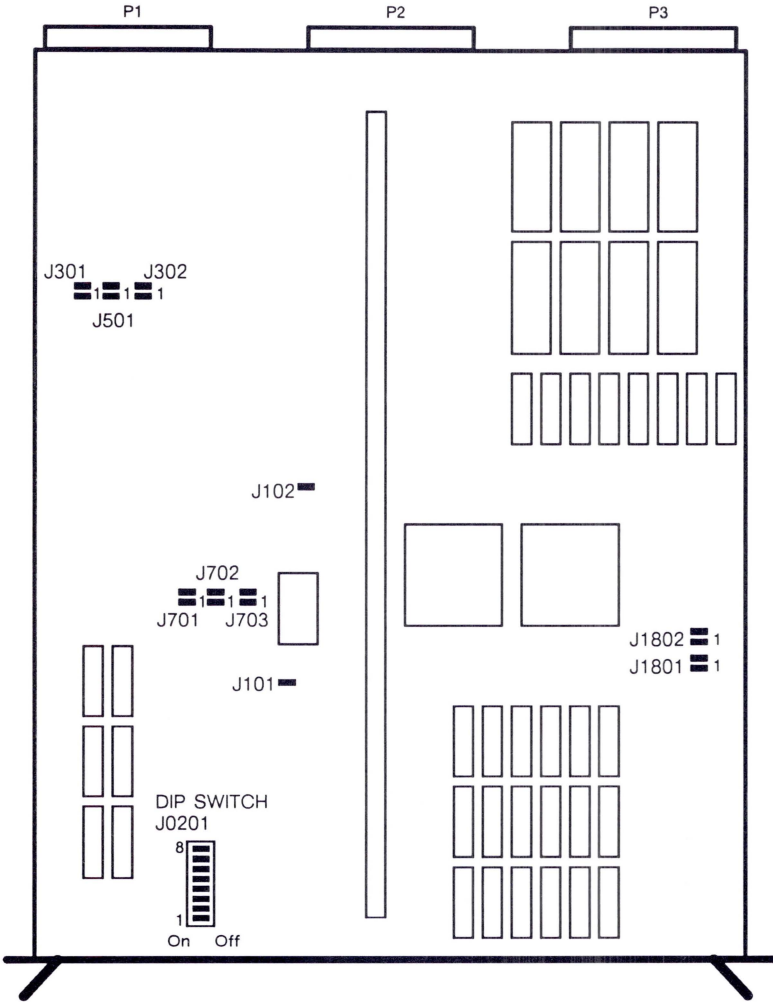 P1 P2 P3
J301 J302
1 1 1
J501
J102
J702
1 1 1
J701 J703
J1802 1
J1801 1
J101
DIP SWITCH
J0201
8
1
On Off